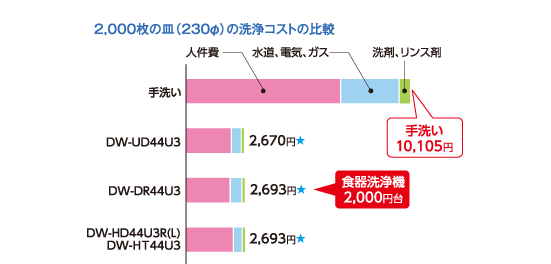 2,000枚の皿（230φ）の洗浄コストの比較
人件費 水道、電気、ガス 洗剤、リンス剤
手洗い
手洗い
10,105円
DW-UD44U3 2,670円★
DW-DR44U3 2,693円★
食器洗浄機
2,000円台
DW-HD44U3R(L)
DW-HT44U3 2,693円★